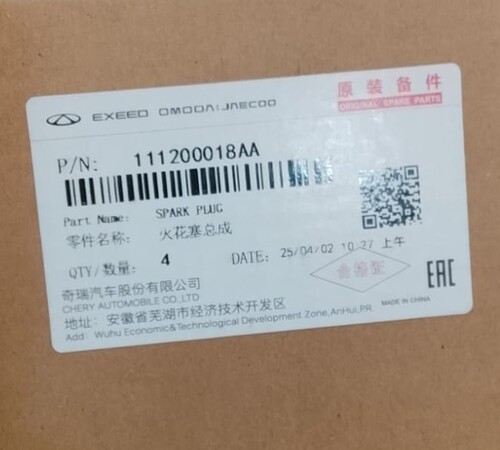 EXEED OMODA|JAECOO
原装备件
ORIGINAL SPARE PARTS
P/N: 111200018AA
Part Name: SPARK PLUG
零件名称: 火花塞总成
QTY/数量: 4 DATE: 25/04/02 10:27 上午
合格证
EAC
奇瑞汽车股份有限公司
CHERY AUTOMOBILE CO.,LTD
MADE IN CHINA
地址: 安徽省芜湖市经济技术开发区
Add: Wuhu Economic&Technological Development Zone,AnHui,PR.